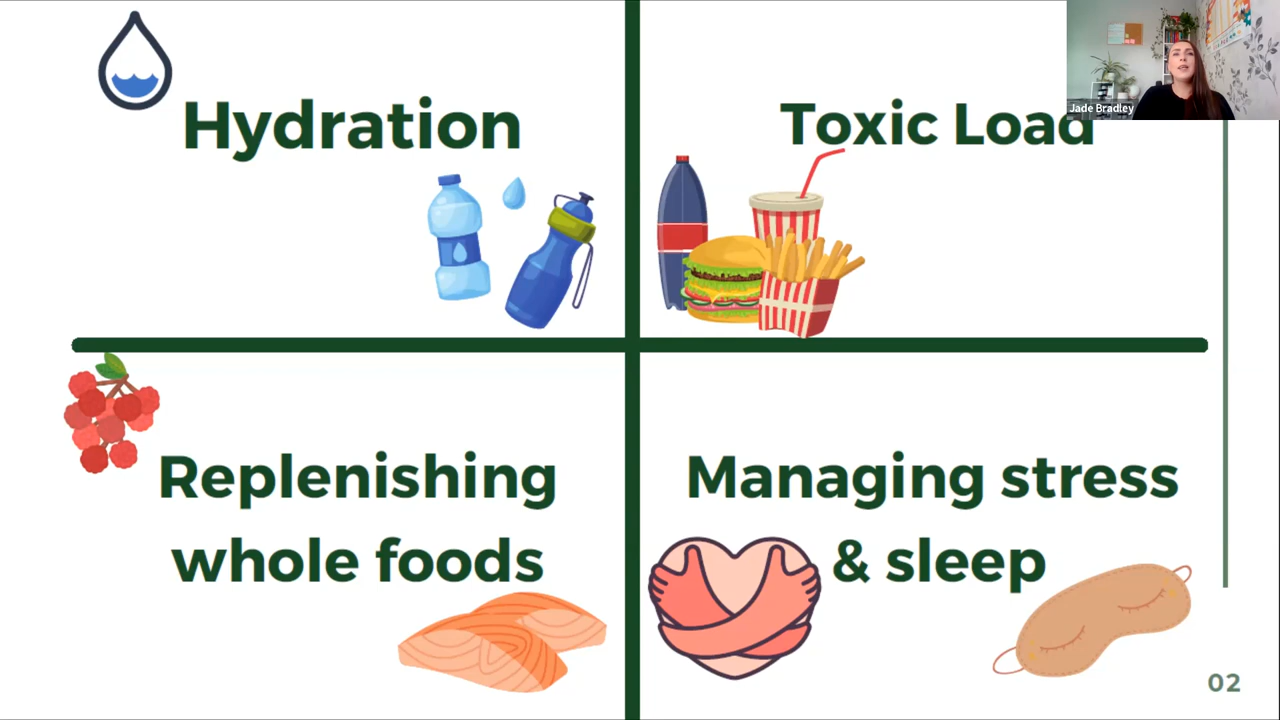 Hydration
Toxic Load
Jade Bradley
Replenishing
whole foods
Managing stress
& sleep
02